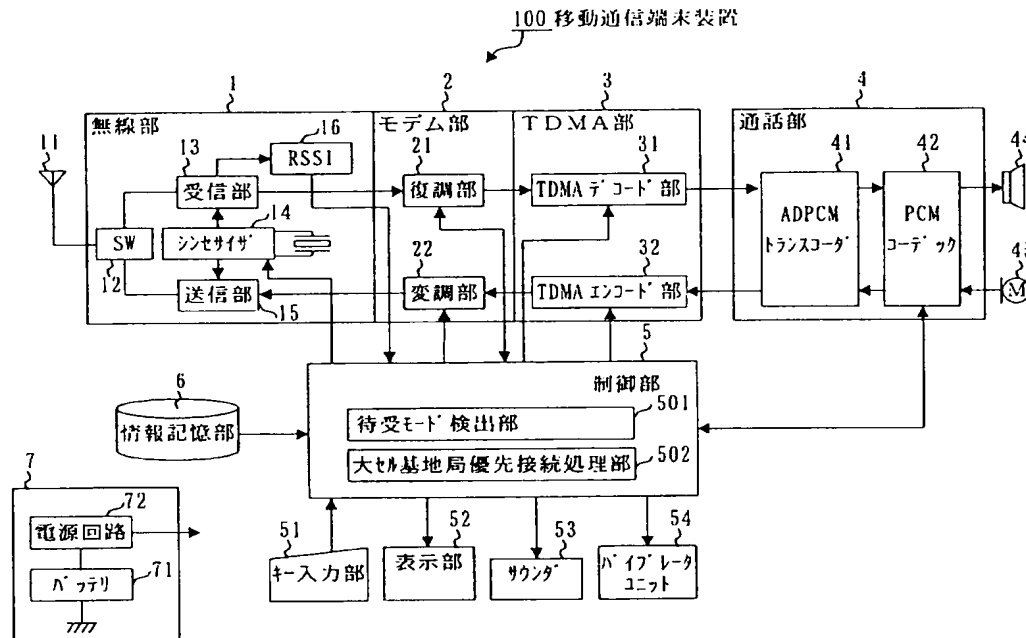 100 移動通信端末装置
1
2
3
4
無線部
モデム部
TDMA部
通話部
11
13
16
RSSI
21
31
41
42
44
受信部
復調部
TDMA デコード部
14
ADPCM
トランスコーダ
PCM
コーデック
SW
シンセサイザ
22
32
43
12
送信部
15
変調部
TDMA エンコード部
M
5
制御部
6
情報記憶部
待受モード検出部
501
大セル基地局優先接続処理部
502
7
72
電源回路
バッテリ
71
51
キー入力部
52
表示部
53
サウンダ
54
バイブレータ
ユニット